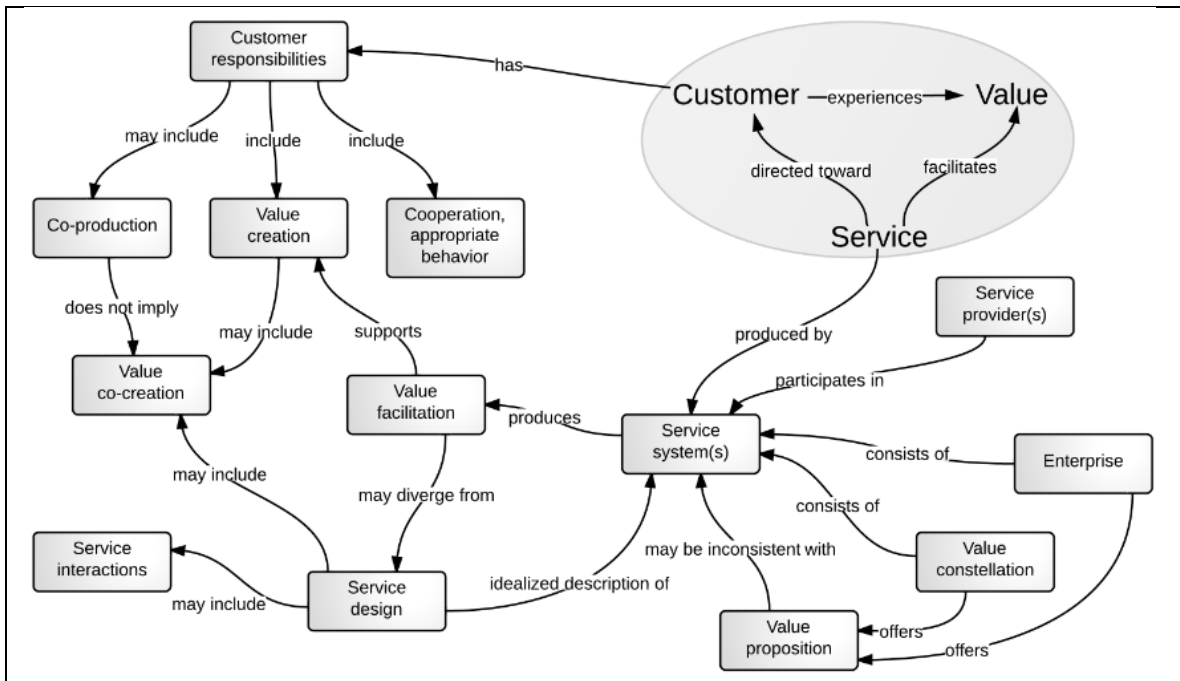 Customer
responsibilities
has
Customer
experiences
Value
may include
include
include
directed toward
facilitates
Co-production
Value
creation
Cooperation,
appropriate
behavior
Service
does not imply
may include
supports
produced by
Service
provider(s)
Value
co-creation
Value
facilitation
produces
participates in
Service
system(s)
consists of
Enterprise
may include
may diverge from
consists of
Service
interactions
may include
Service
design
idealized description of
may be inconsistent with
Value
constellation
Value
proposition
offers
offers